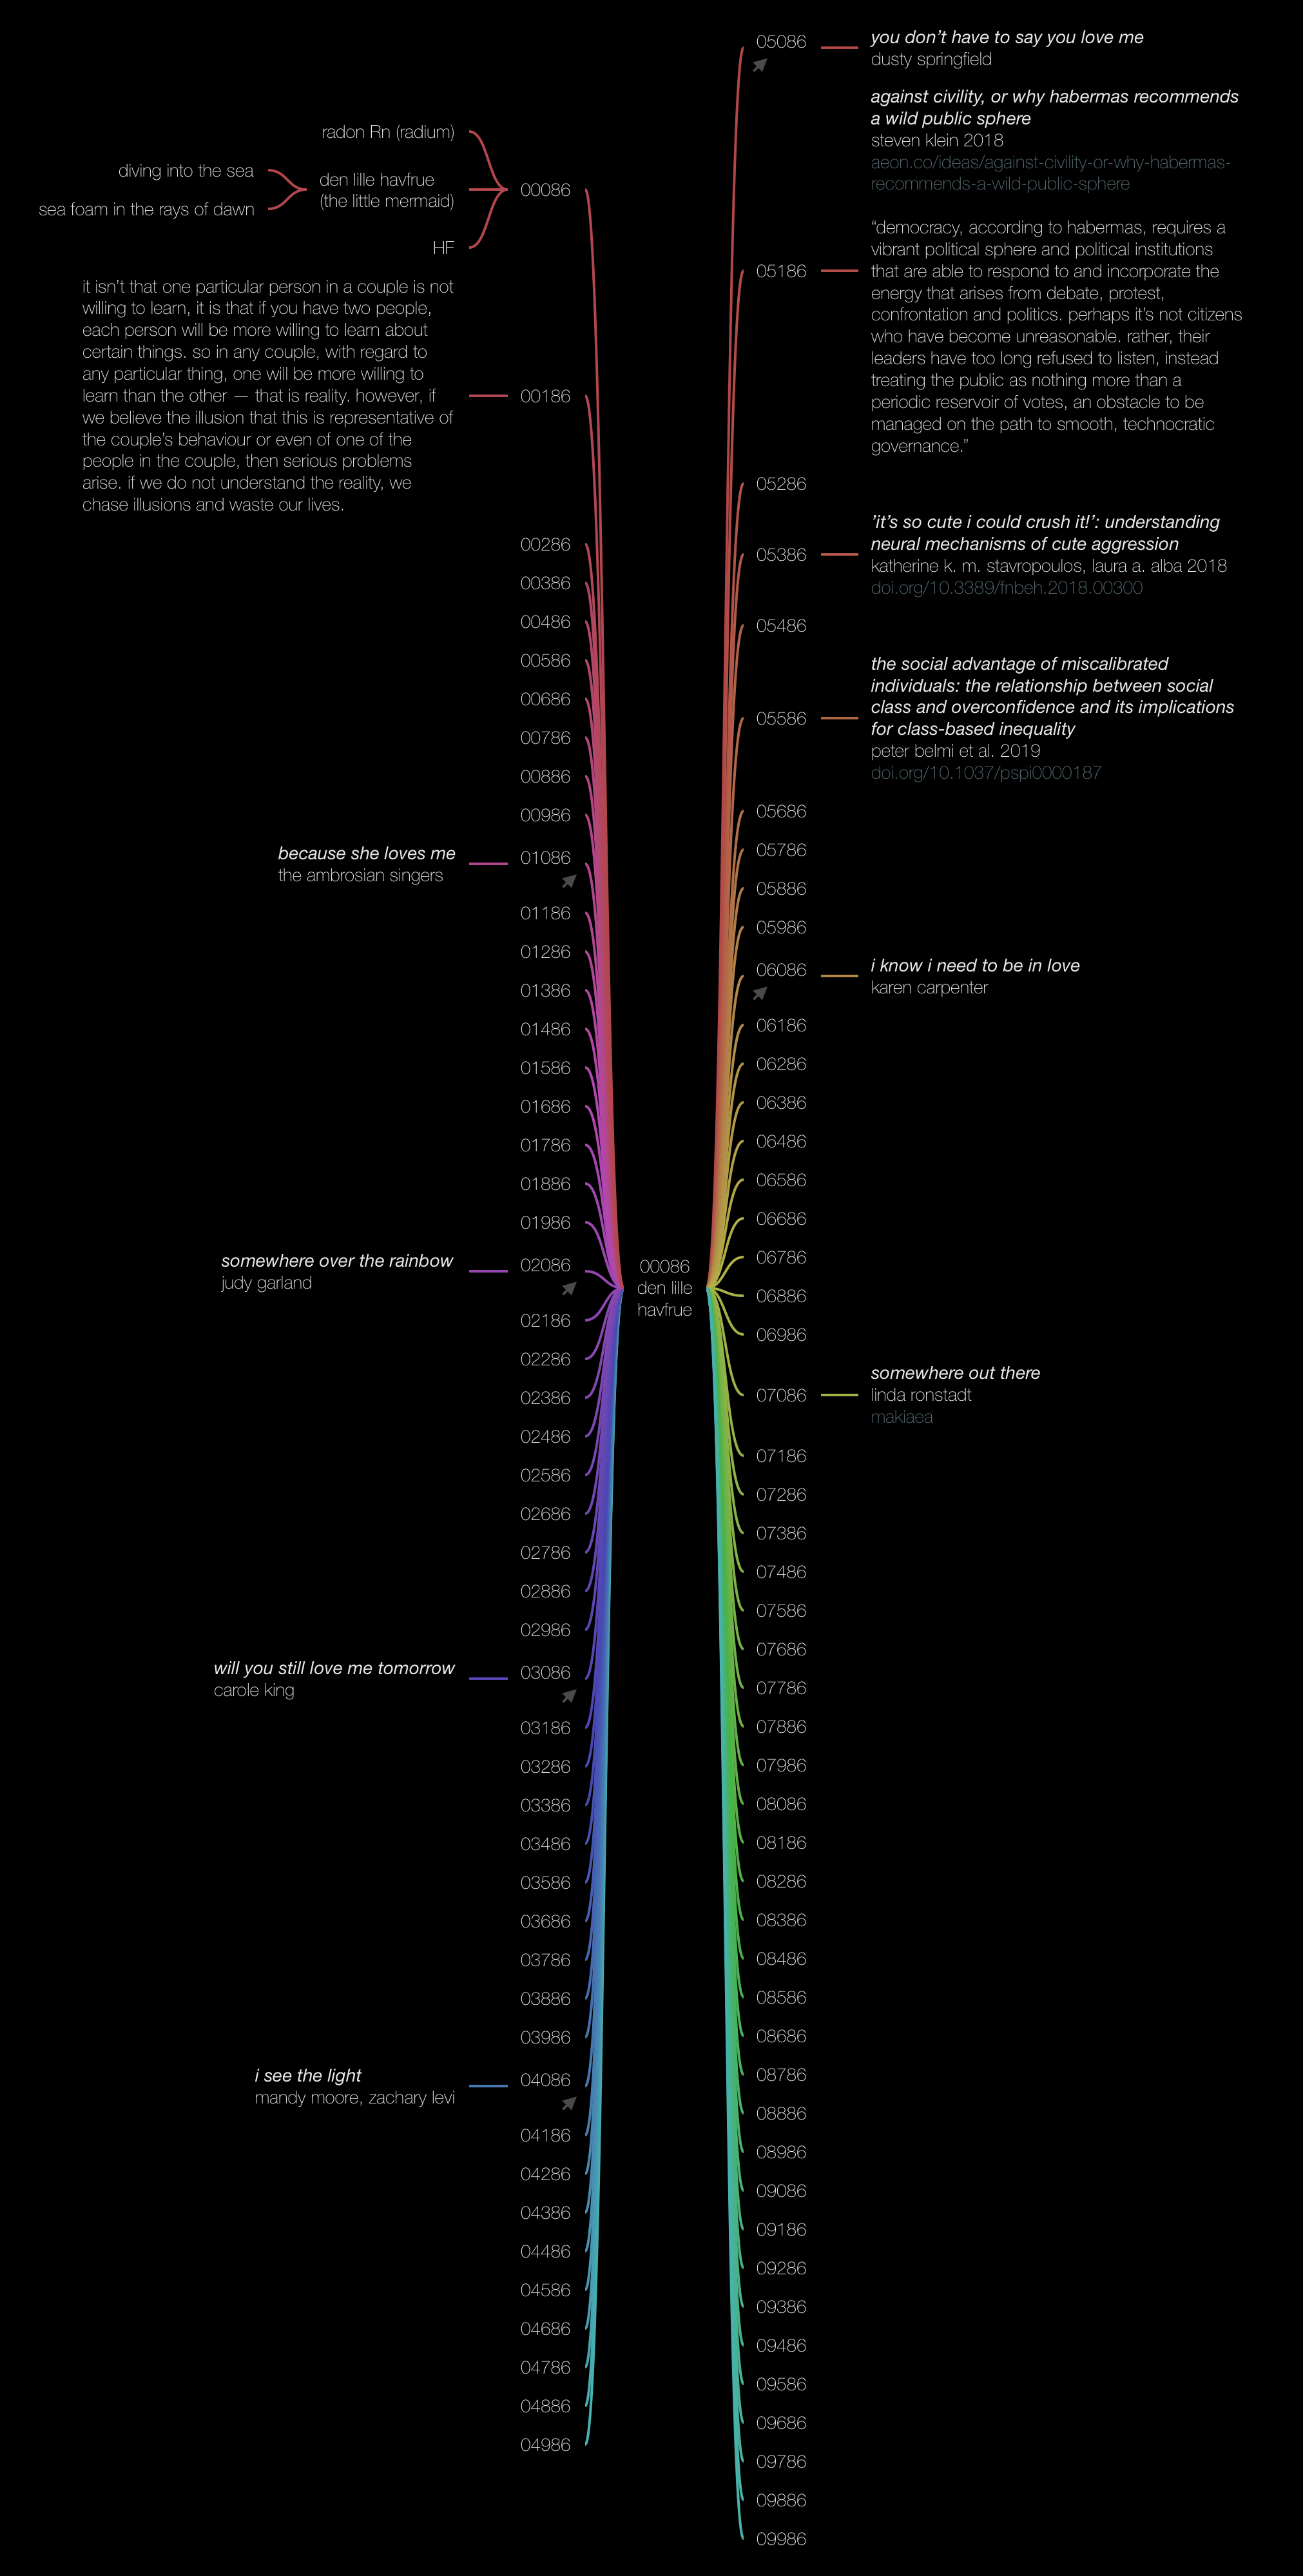 radon Rn (radium)
diving into the sea
sea foam in the rays of dawn
den lille havfrue
(the little mermaid)
HF
00086
it isn’t that one particular person in a couple is not
willing to learn, it is that if you have two people,
each person will be more willing to learn about
certain things. so in any couple, with regard to
any particular thing, one will be more willing to
learn than the other — that is reality. however, if
we believe the illusion that this is representative of
the couple’s behaviour or even of one of the
people in the couple, then serious problems
arise. if we do not understand the reality, we
chase illusions and waste our lives.
00186
00286
00386
00486
00586
00686
00786
00886
00986
because she loves me
the ambrosian singers
01086
01186
01286
01386
01486
01586
01686
01786
01886
01986
somewhere over the rainbow
judy garland
02086
02186
02286
02386
02486
02586
02686
02786
02886
02986
will you still love me tomorrow
carole king
03086
03186
03286
03386
03486
03586
03686
03786
03886
03986
i see the light
mandy moore, zachary levi
04086
04186
04286
04386
04486
04586
04686
04786
04886
04986
00086
den lille
havfrue
05086
you don’t have to say you love me
dusty springfield
05186
against civility, or why habermas recommends
a wild public sphere
steven klein 2018
aeon.co/ideas/against-civility-or-why-habermas-
recommends-a-wild-public-sphere
“democracy, according to habermas, requires a
vibrant political sphere and political institutions
that are able to respond to and incorporate the
energy that arises from debate, protest,
confrontation and politics. perhaps it’s not citizens
who have become unreasonable. rather, their
leaders have too long refused to listen, instead
treating the public as nothing more than a
periodic reservoir of votes, an obstacle to be
managed on the path to smooth, technocratic
governance.”
05286
05386
’it’s so cute i could crush it!’: understanding
neural mechanisms of cute aggression
katherine k. m. stavropoulos, laura a. alba 2018
doi.org/10.3389/fnbeh.2018.00300
05486
05586
the social advantage of miscalibrated
individuals: the relationship between social
class and overconfidence and its implications
for class-based inequality
peter belmi et al. 2019
doi.org/10.1037/pspi0000187
05686
05786
05886
05986
06086
i know i need to be in love
karen carpenter
06186
06286
06386
06486
06586
06686
06786
06886
06986
07086
somewhere out there
linda ronstadt
makiaea
07186
07286
07386
07486
07586
07686
07786
07886
07986
08086
08186
08286
08386
08486
08586
08686
08786
08886
08986
09086
09186
09286
09386
09486
09586
09686
09786
09886
09986